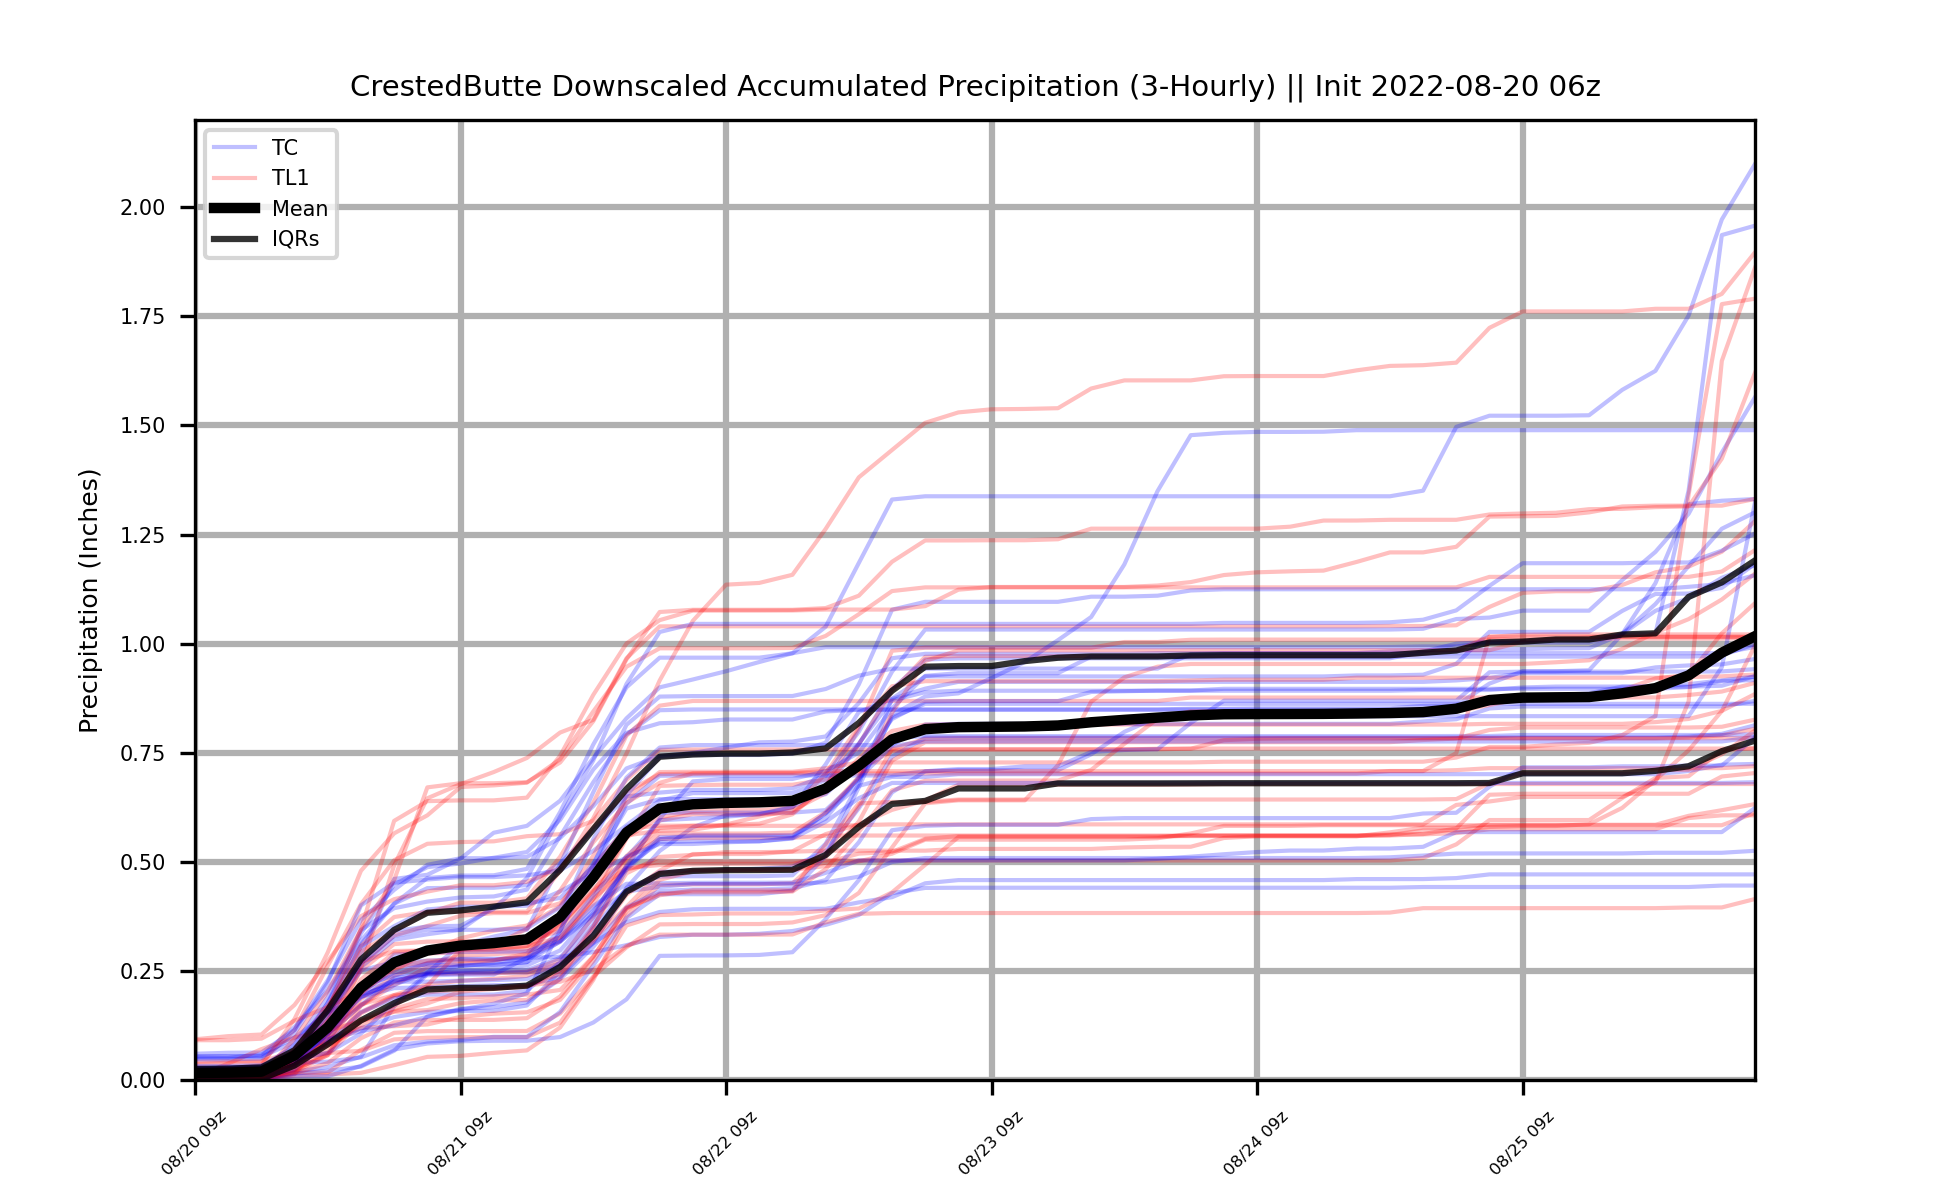 CrestedButte Downscaled Accumulated Precipitation (3-Hourly) || Init 2022-08-20 06z
TC
TL1
Mean
IQRs
Precipitation (Inches)
2.00
1.75
1.50
1.25
1.00
0.75
0.50
0.25
0.00
08/20 09z
08/21 09z
08/22 09z
08/23 09z
08/24 09z
08/25 09z